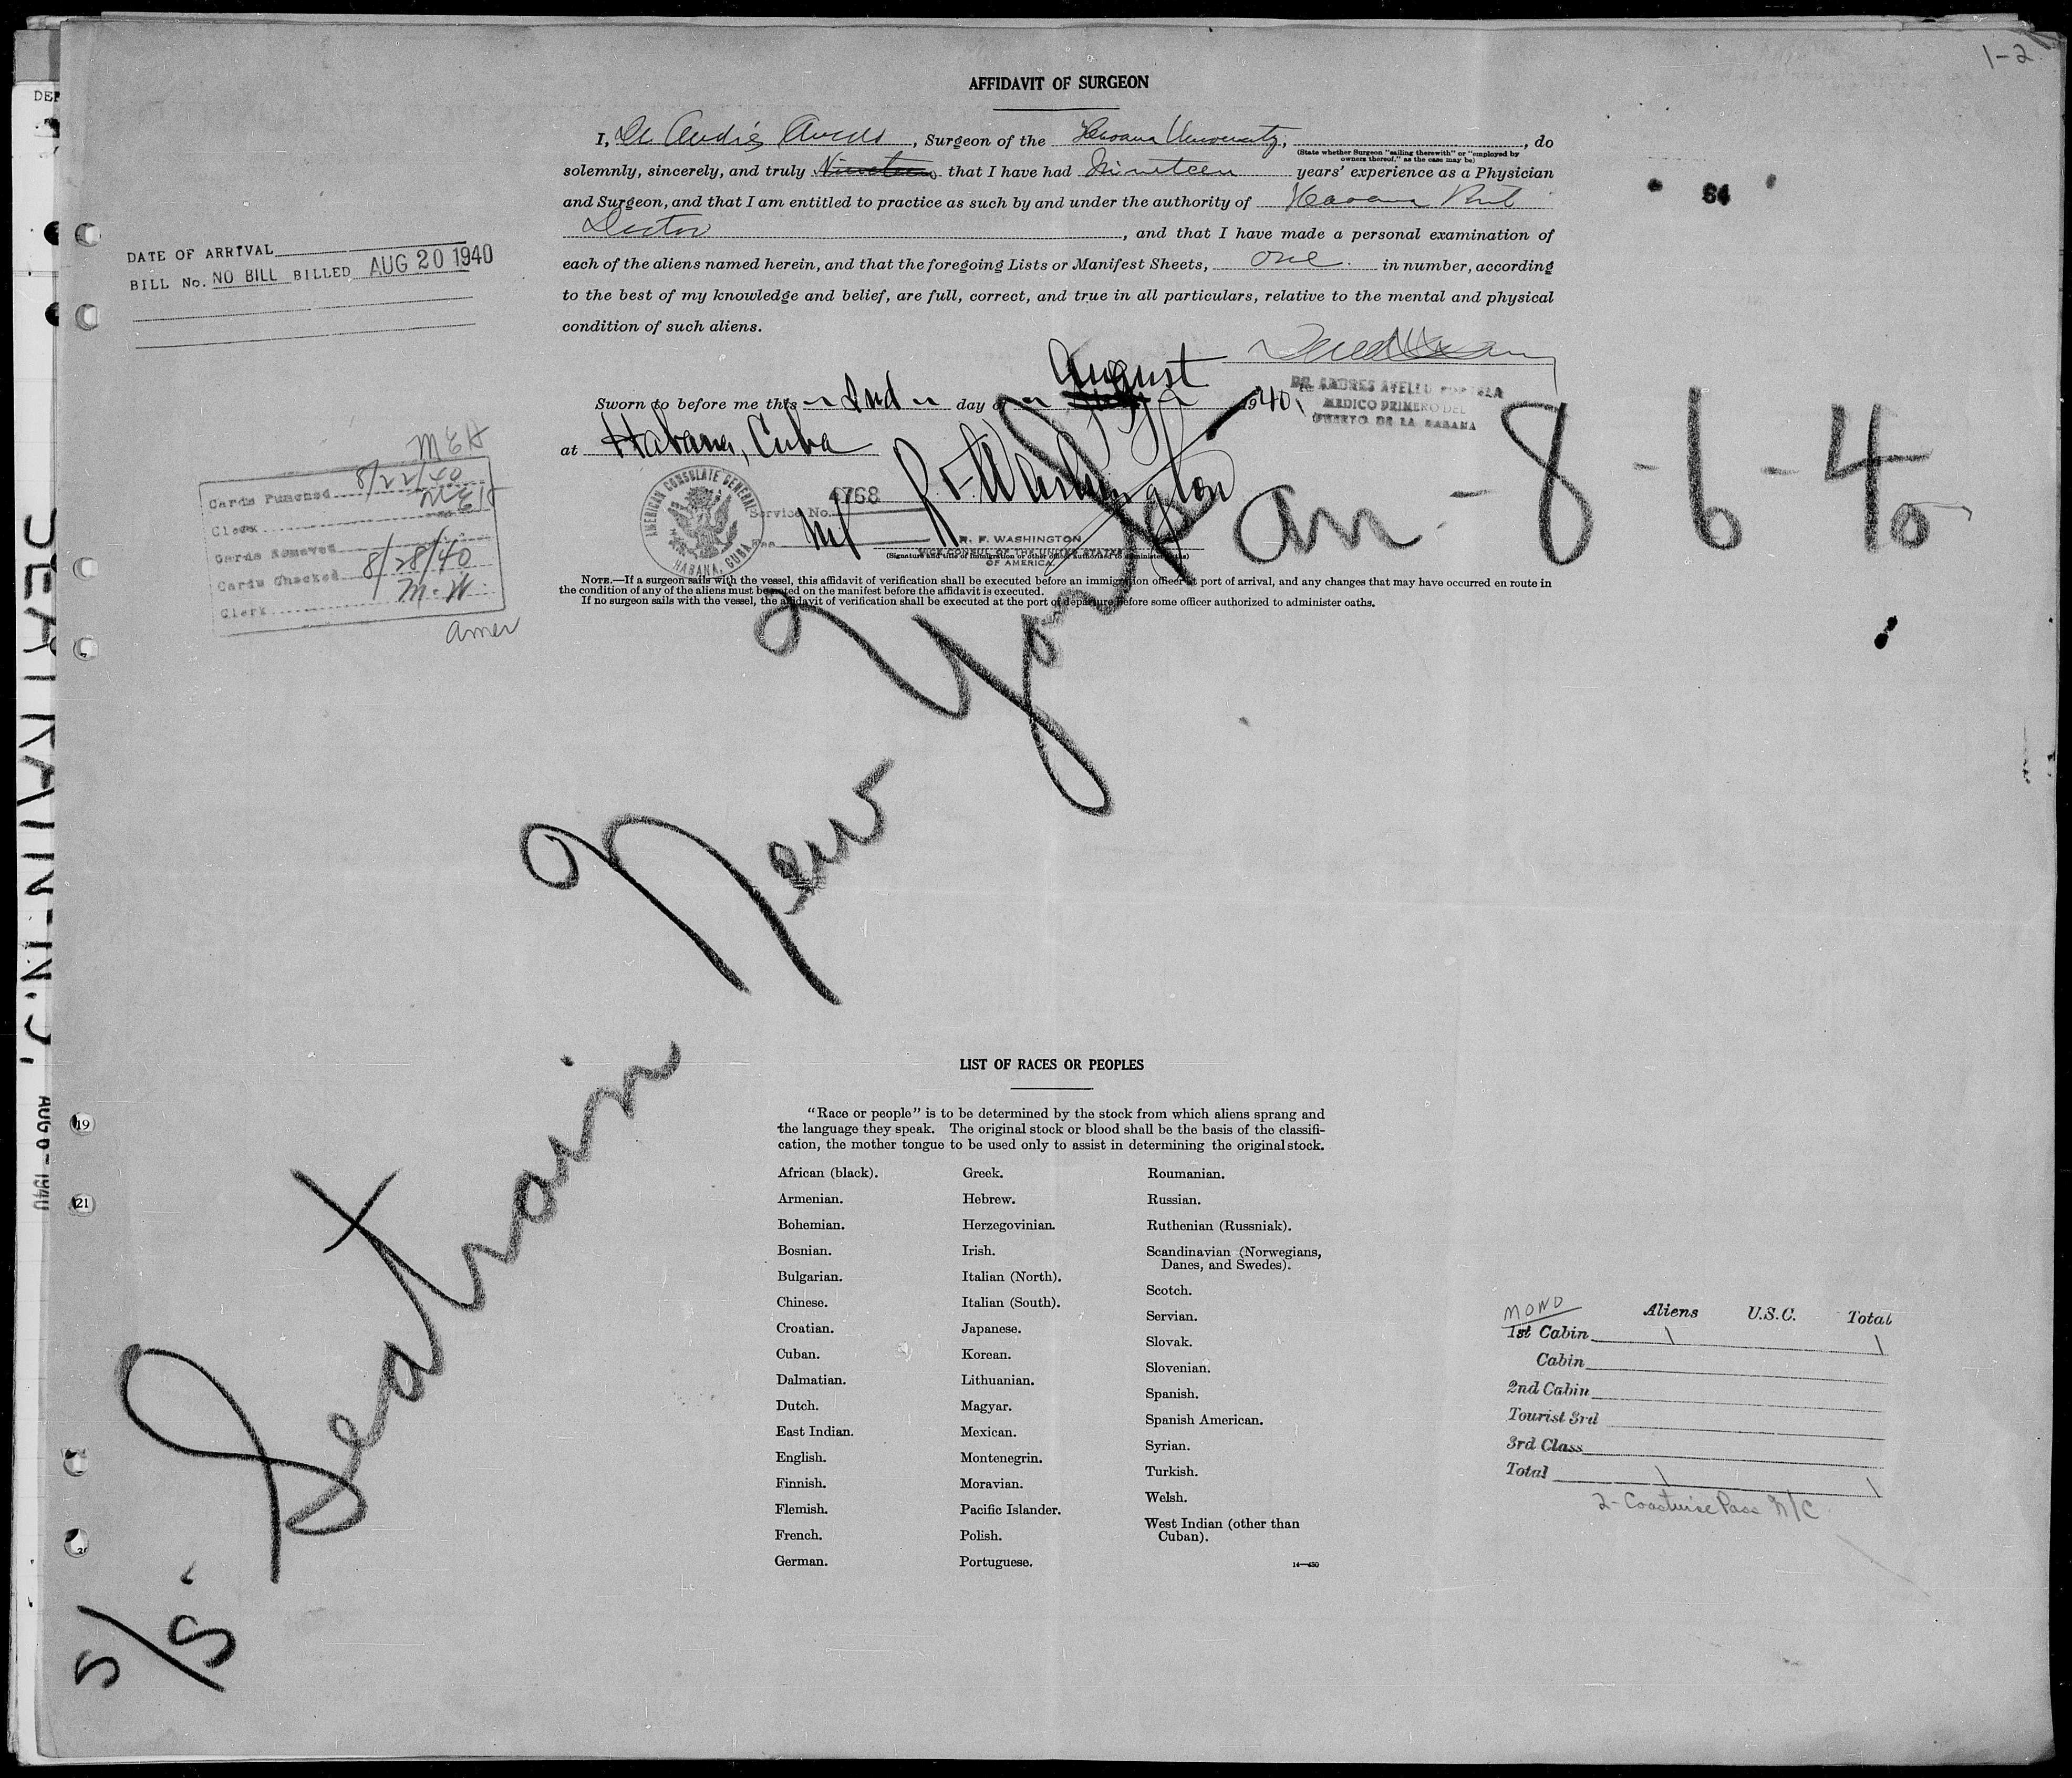 1-2
AFFIDAVIT OF SURGEON
I, Dr Andrés Avello, Surgeon of the Havana University, , do
(State whether Surgeon "sailing therewith" or "employed by owners thereof," as the case may be)
solemnly, sincerely, and truly Nineteen that I have had Nineteen years' experience as a Physician
and Surgeon, and that I am entitled to practice as such by and under the authority of Havana
Doctor , and that I have made a personal examination of
each of the aliens named herein, and that the foregoing Lists or Manifest Sheets, one in number, according
to the best of my knowledge and belief, are full, correct, and true in all particulars, relative to the mental and physical
condition of such aliens.
84
DATE OF ARRIVAL
BILL No. NO BILL BILLED AUG 20 1940
DR. ANDRES AVELLO
MEDICO PRIMERO DEL
PUERTO DE LA HABANA
Sworn to before me this 2nd day of August 1940,
at Habana, Cuba
R. F. Washington
AMERICAN CONSULATE GENERAL
HABANA, CUBA
Service No. 4768
R. F. WASHINGTON
VICE CONSUL OF THE UNITED STATES
OF AMERICA
(Signature and title of immigration or other officer authorized to administer oaths)
NOTE.—If a surgeon sails with the vessel, this affidavit of verification shall be executed before an immigration officer at port of arrival, and any changes that may have occurred en route in
the condition of any of the aliens must be noted on the manifest before the affidavit is executed.
If no surgeon sails with the vessel, the affidavit of verification shall be executed at the port of departure before some officer authorized to administer oaths.
MEH
Cards Punched 8/22/40
Clerk MEH
Cards Removed
Cards Checked 8/28/40
Clerk M.W
amer
S/S. Seatrain New York
an - 8-6-40
LIST OF RACES OR PEOPLES
"Race or people" is to be determined by the stock from which aliens sprang and
the language they speak. The original stock or blood shall be the basis of the classifi-
cation, the mother tongue to be used only to assist in determining the original stock.
African (black).
Armenian.
Bohemian.
Bosnian.
Bulgarian.
Chinese.
Croatian.
Cuban.
Dalmatian.
Dutch.
East Indian.
English.
Finnish.
Flemish.
French.
German.
Greek.
Hebrew.
Herzegovinian.
Irish.
Italian (North).
Italian (South).
Japanese.
Korean.
Lithuanian.
Magyar.
Mexican.
Montenegrin.
Moravian.
Pacific Islander.
Polish.
Portuguese.
Roumanian.
Russian.
Ruthenian (Russniak).
Scandinavian (Norwegians,
Danes, and Swedes).
Scotch.
Servian.
Slovak.
Slovenian.
Spanish.
Spanish American.
Syrian.
Turkish.
Welsh.
West Indian (other than
Cuban).
14—430
MOND
Aliens U.S.C. Total
1st Cabin 1 1
Cabin
2nd Cabin
Tourist 3rd
3rd Class
Total 1 1
2-Coastwise Pass N/C
19
21
AUG 6 - 1940